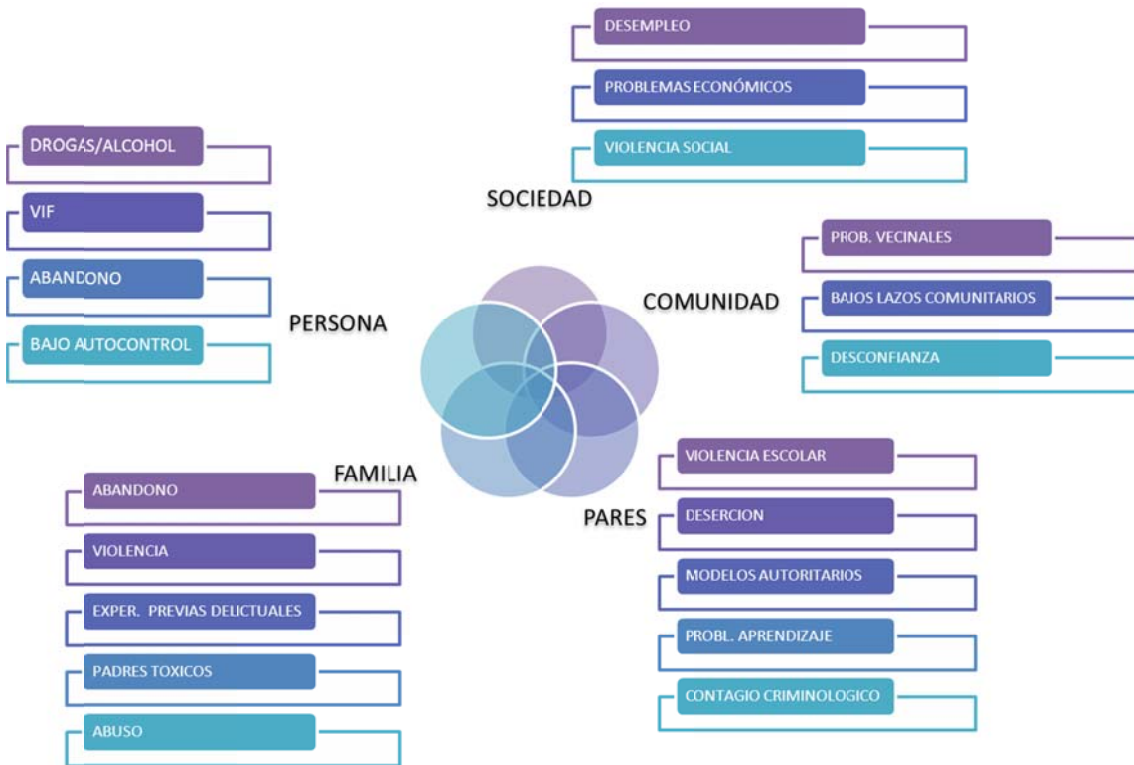 DESEMPLEO
PROBLEMAS ECONÓMICOS
VIOLENCIA SOCIAL
SOCIEDAD
DROGAS/ALCOHOL
VIF
ABANDONO
BAJO AUTOCONTROL
PERSONA
COMUNIDAD
PROB. VECINALES
BAJOS LAZOS COMUNITARIOS
DESCONFIANZA
FAMILIA
ABANDONO
VIOLENCIA
EXPER. PREVIAS DELICTUALES
PADRES TOXICOS
ABUSO
PARES
VIOLENCIA ESCOLAR
DESERCION
MODELOS AUTORITARIOS
PROBL. APRENDIZAJE
CONTAGIO CRIMINOLOGICO